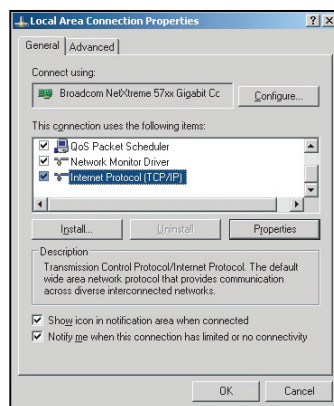 Local Area Connection Properties
General Advanced
Connect using:
Broadcom NetXtreme 57xx Gigabit Cc Configure...
This connection uses the following items:
QoS Packet Scheduler
Network Monitor Driver
Internet Protocol (TCP/IP)
Install... Uninstall Properties
Description
Transmission Control Protocol/Internet Protocol. The default
wide area network protocol that provides communication
across diverse interconnected networks.
Show icon in notification area when connected
Notify me when this connection has limited or no connectivity
OK Cancel